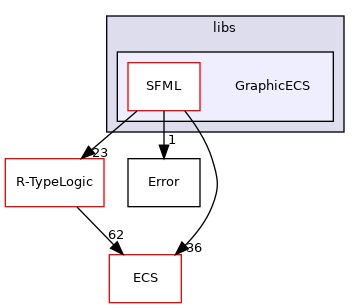 libs
SFML
GraphicECS
1
23
R-TypeLogic
Error
62
36
ECS